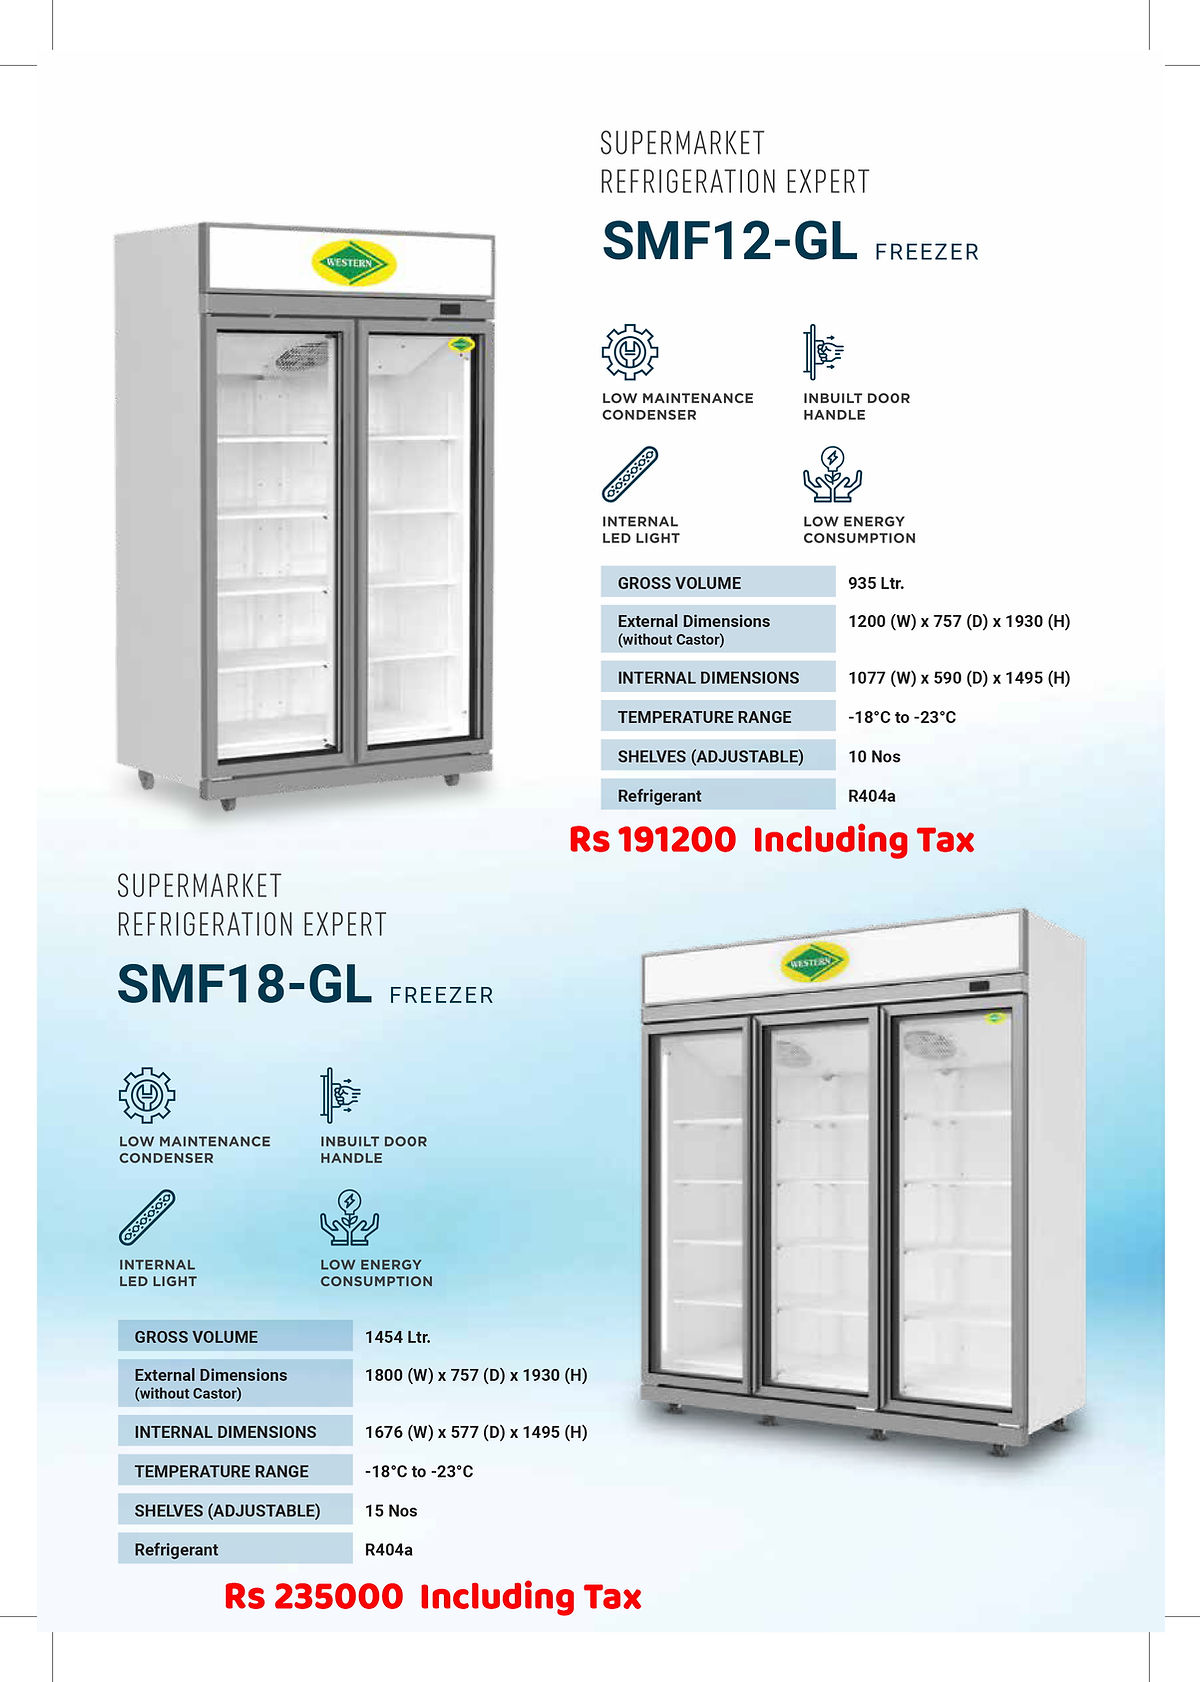 SUPERMARKET
REFRIGERATION EXPERT
SMF12-GL FREEZER
WESTERN
LOW MAINTENANCE
CONDENSER
INBUILT DOOR
HANDLE
INTERNAL
LED LIGHT
LOW ENERGY
CONSUMPTION
GROSS VOLUME 935 Ltr.
External Dimensions 1200 (W) x 757 (D) x 1930 (H)
(without Castor)
INTERNAL DIMENSIONS 1077 (W) x 590 (D) x 1495 (H)
TEMPERATURE RANGE -18°C to -23°C
SHELVES (ADJUSTABLE) 10 Nos
Refrigerant R404a
Rs 191200 Including Tax
SUPERMARKET
REFRIGERATION EXPERT
SMF18-GL FREEZER
WESTERN
LOW MAINTENANCE
CONDENSER
INBUILT DOOR
HANDLE
INTERNAL
LED LIGHT
LOW ENERGY
CONSUMPTION
GROSS VOLUME 1454 Ltr.
External Dimensions 1800 (W) x 757 (D) x 1930 (H)
(without Castor)
INTERNAL DIMENSIONS 1676 (W) x 577 (D) x 1495 (H)
TEMPERATURE RANGE -18°C to -23°C
SHELVES (ADJUSTABLE) 15 Nos
Refrigerant R404a
Rs 235000 Including Tax